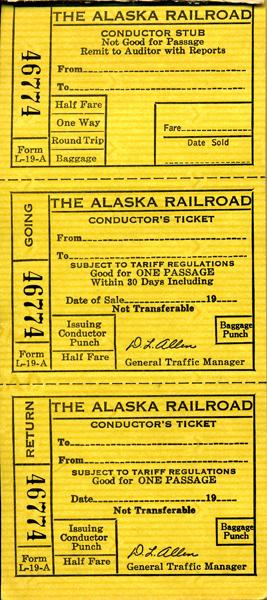 THE ALASKA RAILROAD
CONDUCTOR STUB
Not Good for Passage
Remit to Auditor with Reports
From
To
Half Fare
One Way
Round Trip
Baggage
Fare
Date Sold
46774
Form
L-19-A
THE ALASKA RAILROAD
CONDUCTOR'S TICKET
From
To
SUBJECT TO TARIFF REGULATIONS
Good for ONE PASSAGE
Within 30 Days Including
Date of Sale 19
Not Transferable
Issuing
Conductor
Punch
Half Fare
Baggage
Punch
D L Allen
General Traffic Manager
GOING
46774
Form
L-19-A
THE ALASKA RAILROAD
CONDUCTOR'S TICKET
To
From
SUBJECT TO TARIFF REGULATIONS
Good for ONE PASSAGE
Date 19
Not Transferable
Issuing
Conductor
Punch
Half Fare
Baggage
Punch
D L Allen
General Traffic Manager
RETURN
46774
Form
L-19-A